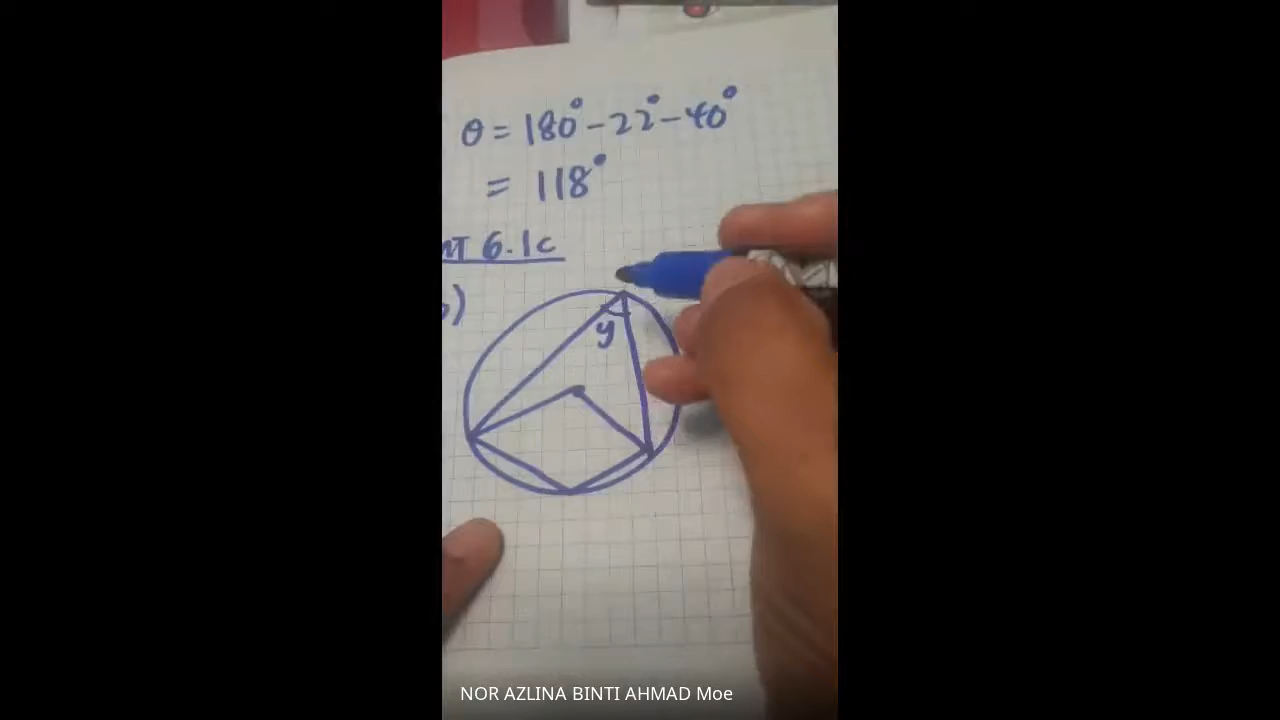 θ = 180° - 22° - 40°
= 118°
6.1c
)
y
NOR AZLINA BINTI AHMAD Moe